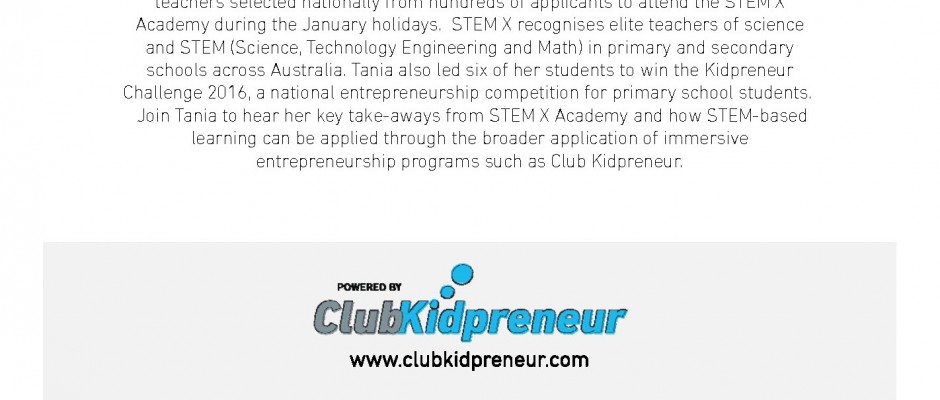 teachers selected nationally from hundreds of applicants to attend the STEM X
Academy during the January holidays. STEM X recognises elite teachers of science
and STEM (Science, Technology Engineering and Math) in primary and secondary
schools across Australia. Tania also led six of her students to win the Kidpreneur
Challenge 2016, a national entrepreneurship competition for primary school students.
Join Tania to hear her key take-aways from STEM X Academy and how STEM-based
learning can be applied through the broader application of immersive
entrepreneurship programs such as Club Kidpreneur.
POWERED BY
ClubKidpreneur
www.clubkidpreneur.com